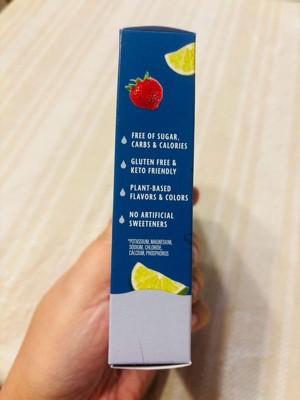 FREE OF SUGAR,
CARBS & CALORIES
GLUTEN FREE &
KETO FRIENDLY
PLANT-BASED
FLAVORS & COLORS
NO ARTIFICIAL
SWEETENERS
*POTASSIUM, MAGNESIUM,
SODIUM, CHLORIDE,
CALCIUM, PHOSPHORUS